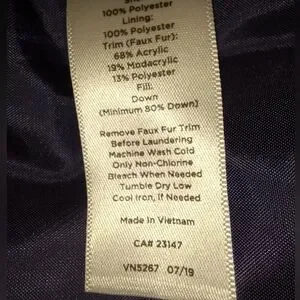 100% Polyester
Lining:
100% Polyester
Trim (Faux Fur):
68% Acrylic
19% Modacrylic
13% Polyester
Fill:
Down
(Minimum 80% Down)
Remove Faux Fur Trim
Before Laundering
Machine Wash Cold
Only Non-Chlorine
Bleach When Needed
Tumble Dry Low
Cool Iron, If Needed
Made in Vietnam
CA# 23147
VN5267 07/19